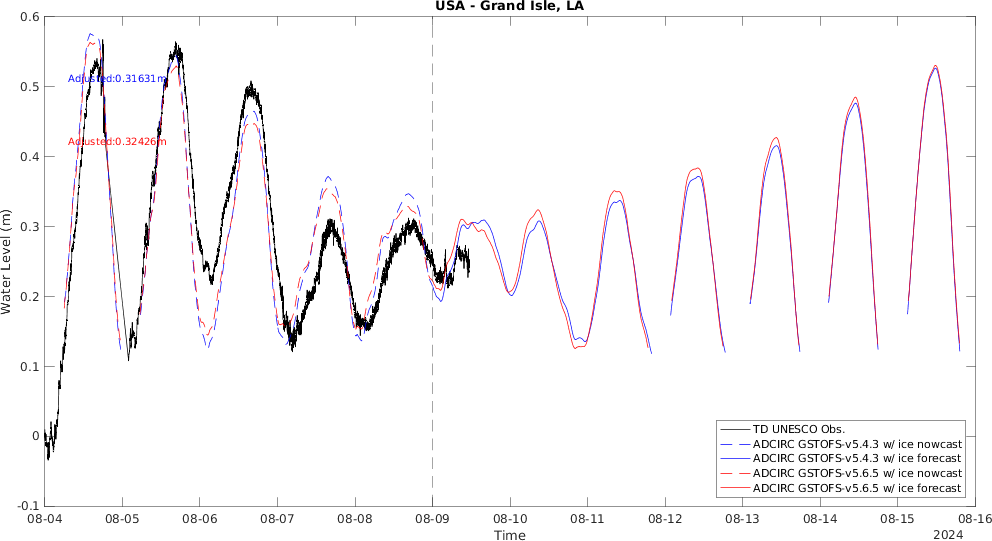 USA - Grand Isle, LA
0.6
0.5
0.4
0.3
0.2
0.1
0
-0.1
Water Level (m)
Adjusted:0.31631m
Adjusted:0.32426m
TD UNESCO Obs.
ADCIRC GSTOFS-v5.4.3 w/ ice nowcast
ADCIRC GSTOFS-v5.4.3 w/ ice forecast
ADCIRC GSTOFS-v5.6.5 w/ ice nowcast
ADCIRC GSTOFS-v5.6.5 w/ ice forecast
08-04 08-05 08-06 08-07 08-08 08-09 08-10 08-11 08-12 08-13 08-14 08-15 08-16
Time
2024